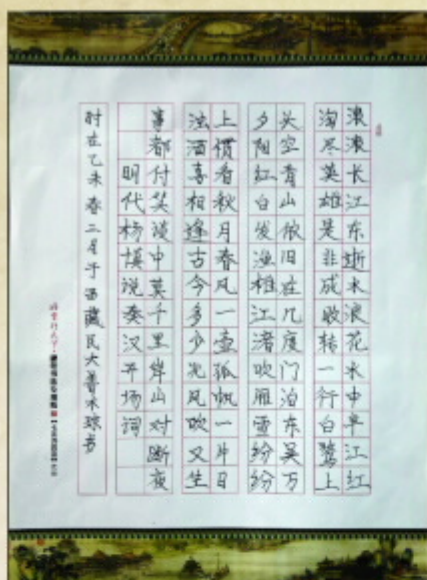 滚滚长江东逝水浪花水中江红
淘尽英雄是非成败转一行白鹭上
头空青山依旧在几度门泊东吴万
夕阳红白发渔樵江渚吹雁雪纷纷
上惯看秋月春风一壶孤帆一片日
浊酒喜相逢古今多少风吹又生
事都付笑谈中莫千里岸山对断夜
明代杨慎说秦汉开场词
时在乙未春二月于西藏民大普木琼书